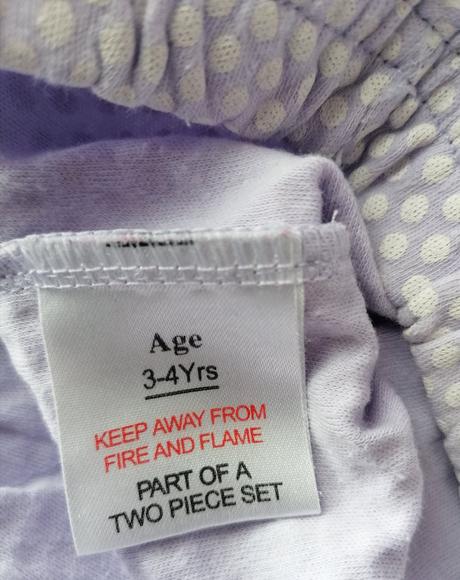 Age
3-4Yrs
KEEP AWAY FROM
FIRE AND FLAME
PART OF A
TWO PIECE SET